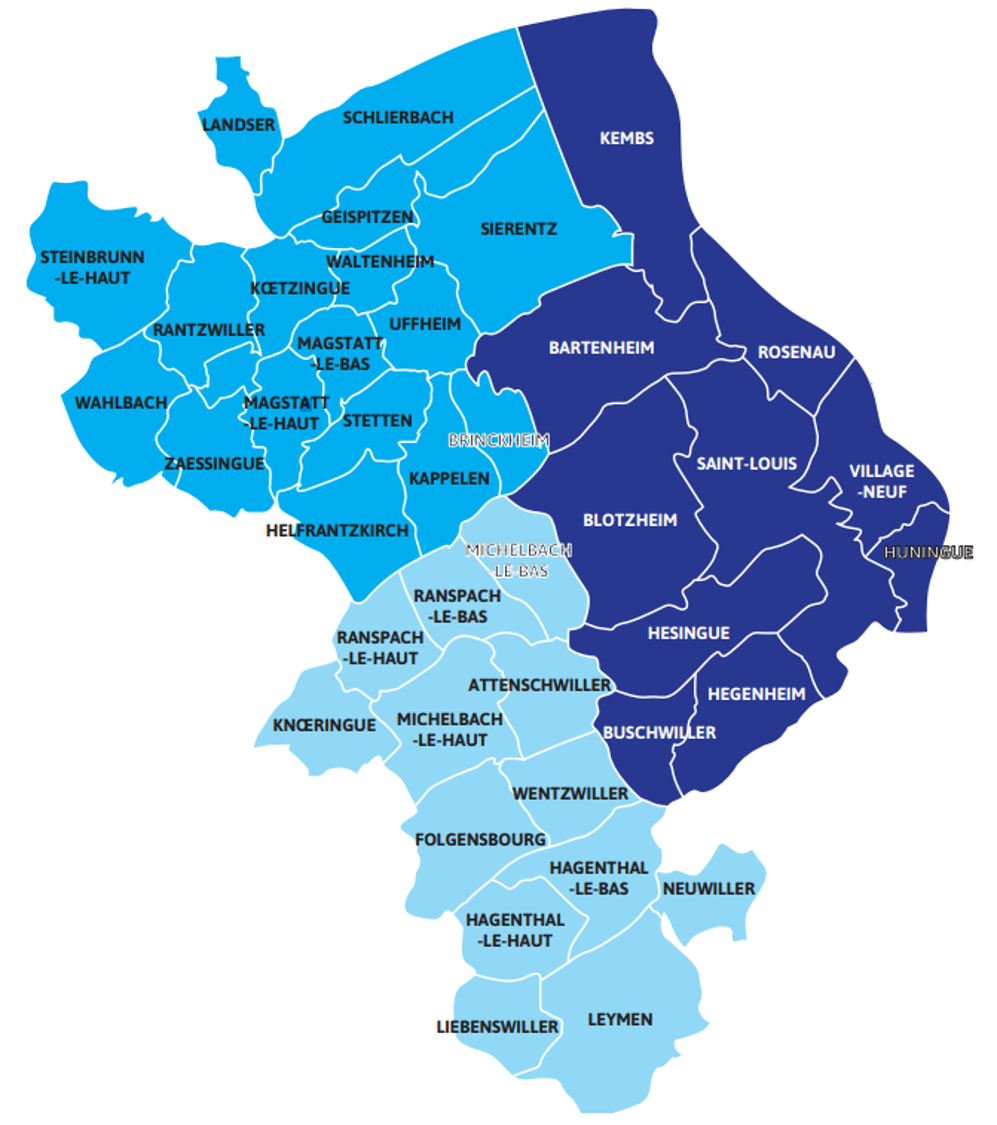 KEMBS
SCHLIERBACH
LANDSER
GEISPITZEN
SIERENTZ
STEINBRUNN
-LE-HAUT
WALTENHEIM
KŒTZINGUE
RANTZWILLER
UFFHEIM
MAGSTATT
-LE-BAS
BARTENHEIM
ROSENAU
WAHLBACH
MAGSTATT
-LE-HAUT
STETTEN
BRINCKHEIM
ZAESSINGUE
SAINT-LOUIS
VILLAGE
-NEUF
KAPPELEN
BLOTZHEIM
HELFRANTZKIRCH
MICHELBACH
LE-BAS
HUNINGUE
RANSPACH
-LE-BAS
RANSPACH
-LE-HAUT
HESINGUE
ATTENSCHWILLER
HEGENHEIM
KNŒRINGUE
MICHELBACH
-LE-HAUT
BUSCHWILLER
WENTZWILLER
FOLGENSBOURG
HAGENTHAL
-LE-BAS
NEUWILLER
HAGENTHAL
-LE-HAUT
LIEBENSWILLER
LEYMEN